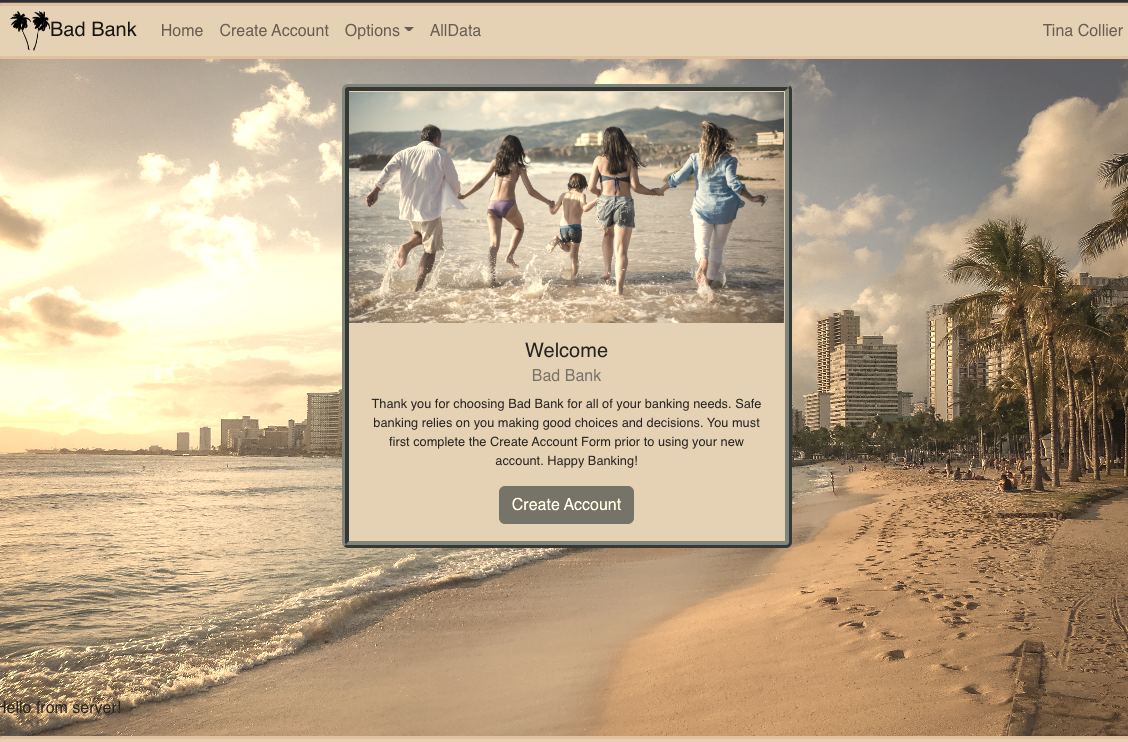 Bad Bank Home Create Account Options AllData Tina Collier
Welcome
Bad Bank
Thank you for choosing Bad Bank for all of your banking needs. Safe
banking relies on you making good choices and decisions. You must
first complete the Create Account Form prior to using your new
account. Happy Banking!
Create Account
Hello from server!